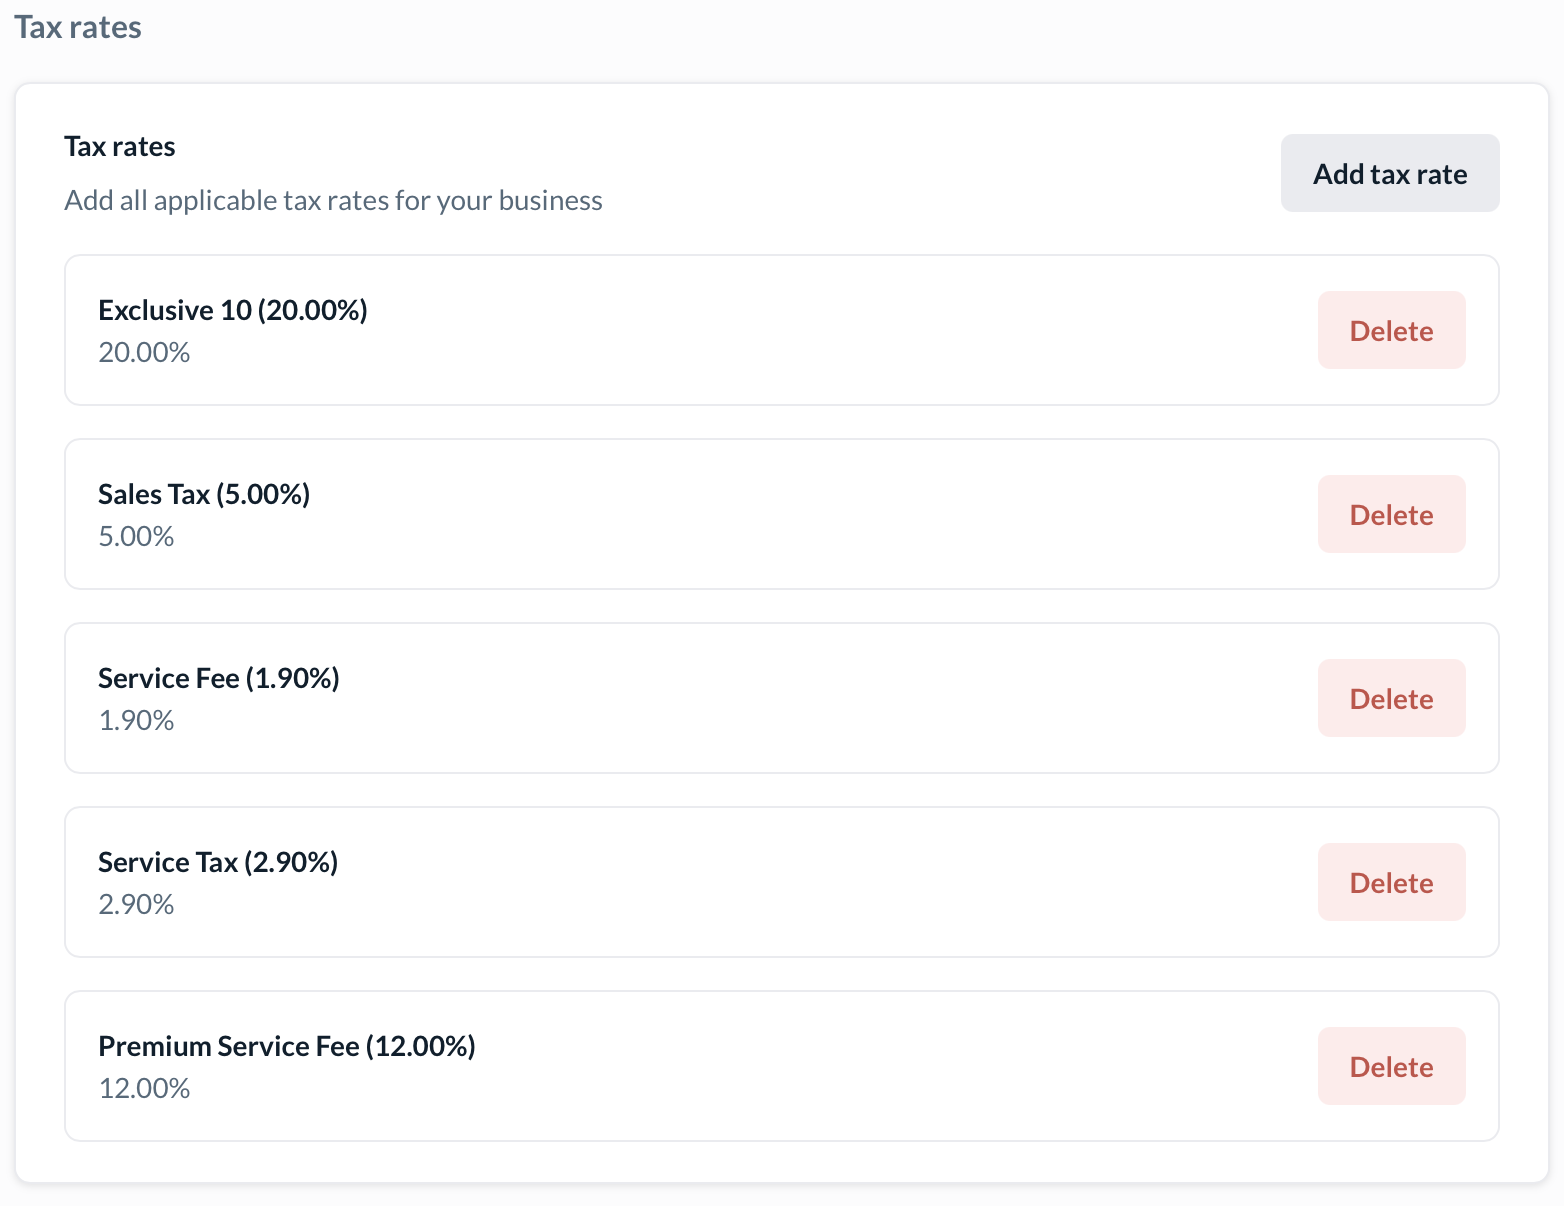 Tax rates
Tax rates
Add all applicable tax rates for your business
Add tax rate
Exclusive 10 (20.00%)
20.00%
Delete
Sales Tax (5.00%)
5.00%
Delete
Service Fee (1.90%)
1.90%
Delete
Service Tax (2.90%)
2.90%
Delete
Premium Service Fee (12.00%)
12.00%
Delete